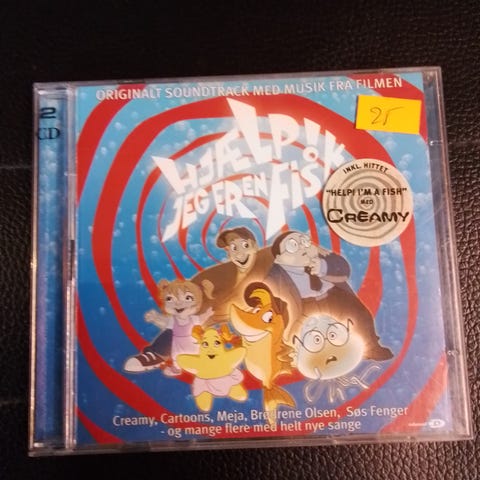 ORIGINALT SOUNDTRACK MED MUSIK FRA FILMEN
25
2
CD
HJÆLP!
JEG ER EN FISK
INKL. HITTET
"HELP! I'M A FISH"
MED
CREAMY
Creamy, Cartoons, Meja, Brødrene Olsen, Søs Fenger
- og mange flere med helt nye sange